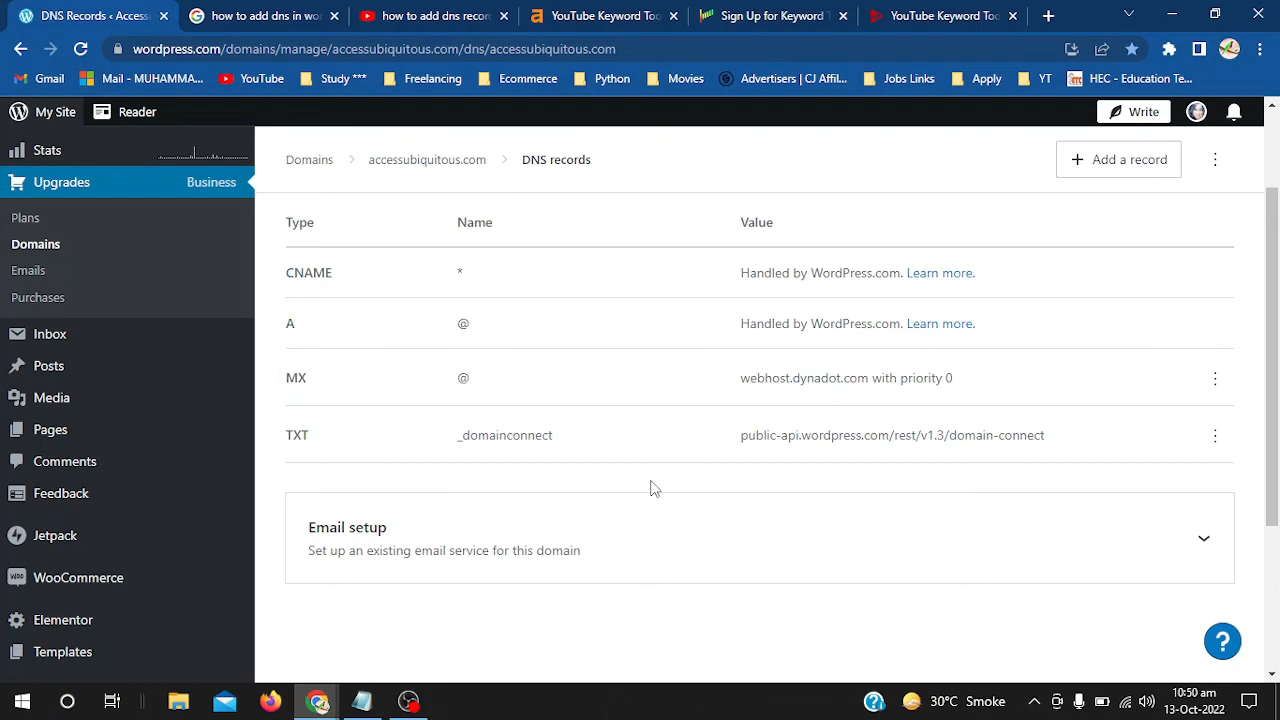 DNS Records ‹ Access
how to add dns in wo
how to add dns recor
YouTube Keyword Too
Sign Up for Keyword T
YouTube Keyword Too
wordpress.com/domains/manage/accessubiquitous.com/dns/accessubiquitous.com
Gmail
Mail - MUHAMMA...
YouTube
Study ***
Freelancing
Ecommerce
Python
Movies
Advertisers | CJ Affil...
Jobs Links
Apply
YT
HEC - Education Te...
My Site
Reader
Write
Stats
Upgrades
Business
Plans
Domains
Emails
Purchases
Inbox
Posts
Media
Pages
Comments
Feedback
Jetpack
WooCommerce
Elementor
Templates
Domains > accessubiquitous.com > DNS records
+ Add a record
Type Name Value
CNAME * Handled by WordPress.com. Learn more.
A @ Handled by WordPress.com. Learn more.
MX @ webhost.dynadot.com with priority 0
TXT _domainconnect public-api.wordpress.com/rest/v1.3/domain-connect
Email setup
Set up an existing email service for this domain
?
30°C Smoke
10:50 am
13-Oct-2022